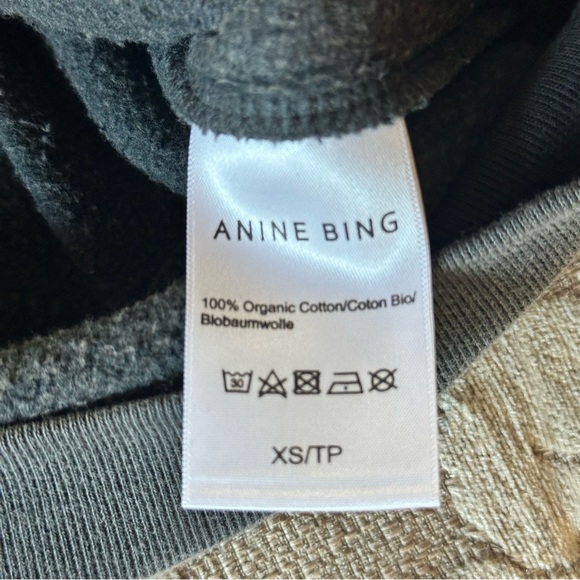 ANINE BING
100% Organic Cotton/Coton Bio/
Biobaumwolle
30
XS/TP